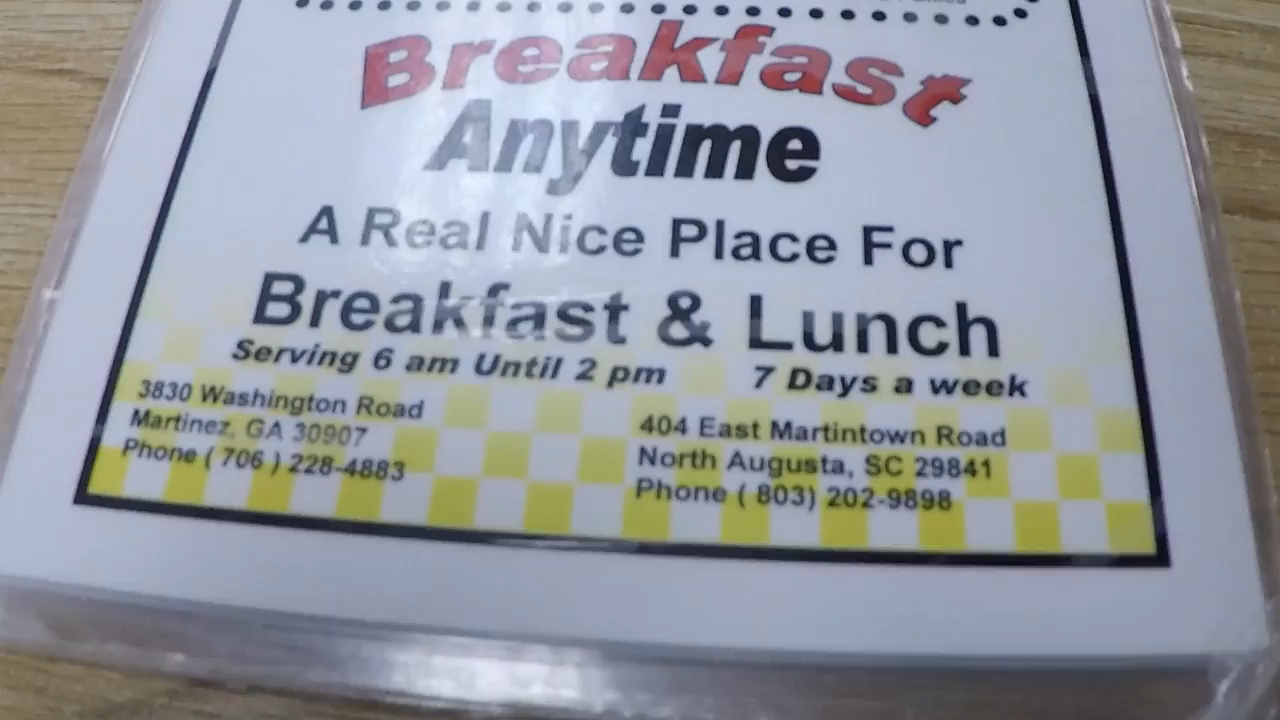 Breakfast
Anytime
A Real Nice Place For
Breakfast & Lunch
Serving 6 am Until 2 pm 7 Days a week
3830 Washington Road
Martinez, GA 30907
Phone ( 706 ) 228-4883
404 East Martintown Road
North Augusta, SC 29841
Phone ( 803) 202-9898